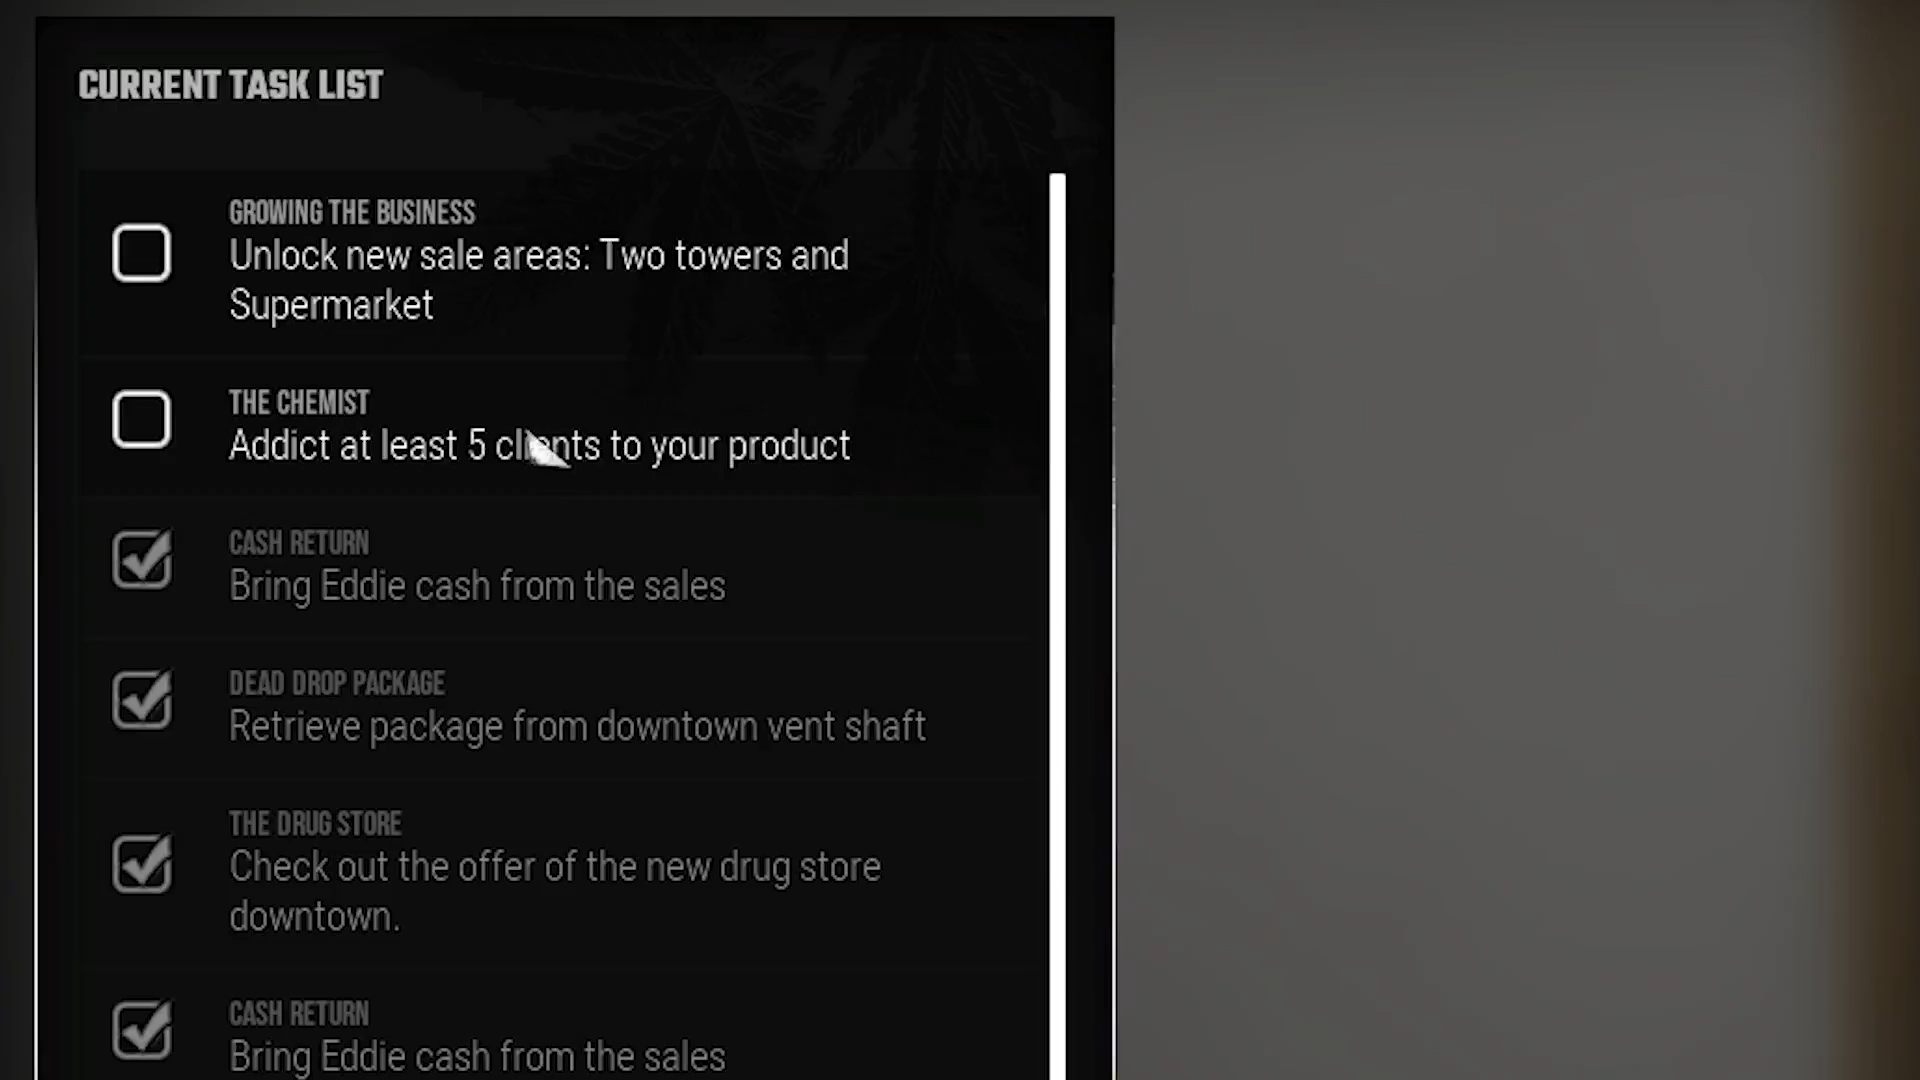 CURRENT TASK LIST
GROWING THE BUSINESS
Unlock new sale areas: Two towers and
Supermarket
THE CHEMIST
Addict at least 5 clients to your product
CASH RETURN
Bring Eddie cash from the sales
DEAD DROP PACKAGE
Retrieve package from downtown vent shaft
THE DRUG STORE
Check out the offer of the new drug store
downtown.
CASH RETURN
Bring Eddie cash from the sales